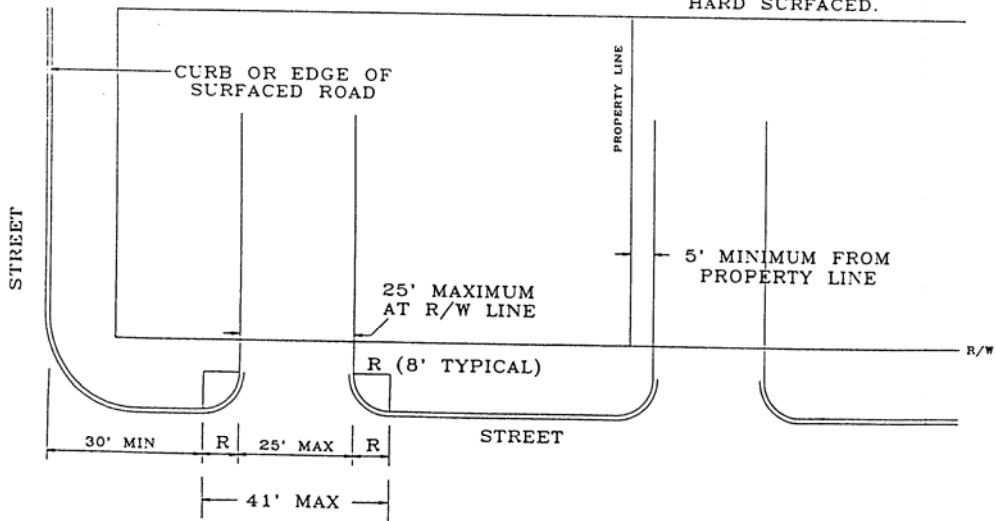 HARD SURFACED.
CURB OR EDGE OF
SURFACED ROAD
PROPERTY LINE
STREET
5' MINIMUM FROM
PROPERTY LINE
25' MAXIMUM
AT R/W LINE
R/W
R (8' TYPICAL)
STREET
30' MIN
R
25' MAX
R
41' MAX